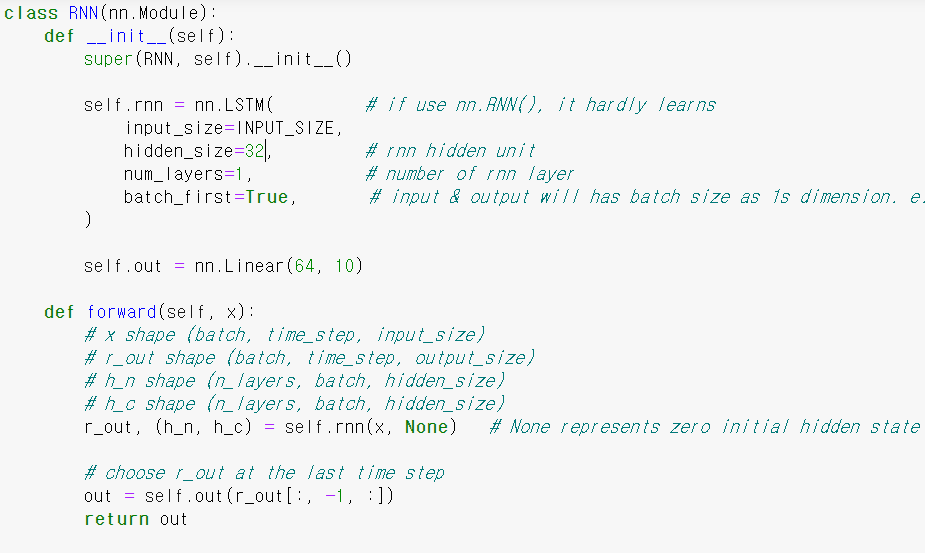 class RNN(nn.Module):
    def __init__(self):
        super(RNN, self).__init__()
        self.rnn = nn.LSTM(         # if use nn.RNN(), it hardly learns
            input_size=INPUT_SIZE,
            hidden_size=32,         # rnn hidden unit
            num_layers=1,           # number of rnn layer
            batch_first=True,       # input & output will has batch size as 1s dimension. e.
        )
        self.out = nn.Linear(64, 10)
    def forward(self, x):
        # x shape (batch, time_step, input_size)
        # r_out shape (batch, time_step, output_size)
        # h_n shape (n_layers, batch, hidden_size)
        # h_c shape (n_layers, batch, hidden_size)
        r_out, (h_n, h_c) = self.rnn(x, None)   # None represents zero initial hidden state
        # choose r_out at the last time step
        out = self.out(r_out[:, -1, :])
        return out